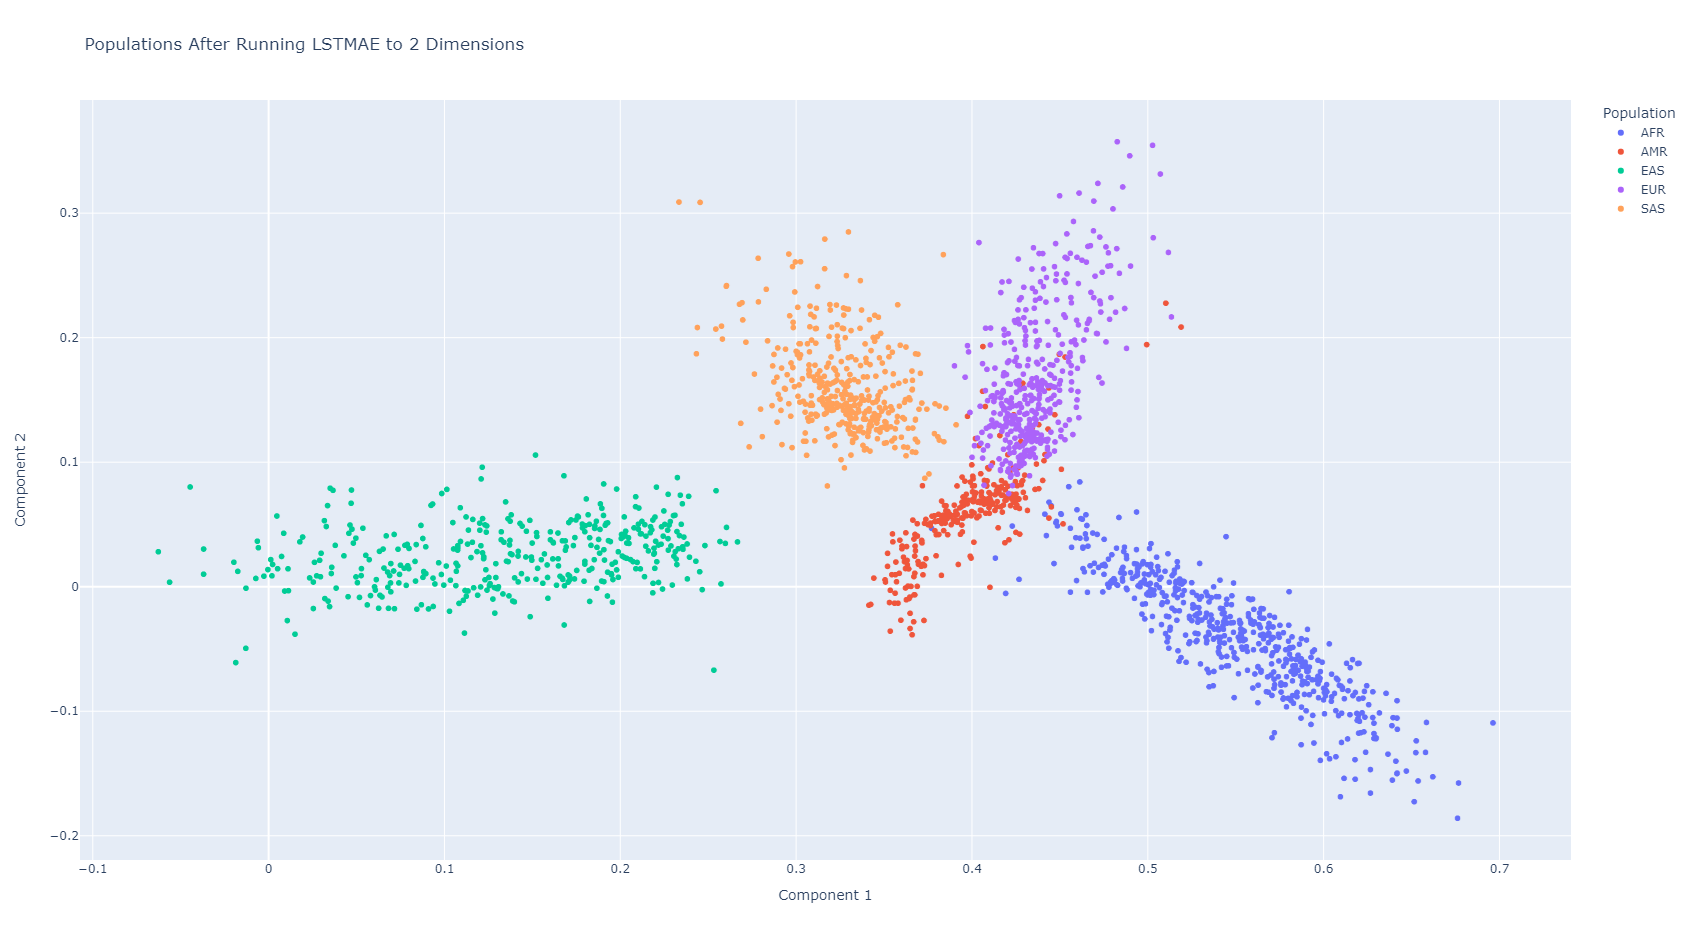 Populations After Running LSTMAE to 2 Dimensions
Population
AFR
AMR
EAS
EUR
SAS
Component 2
0.3
0.2
0.1
0
−0.1
−0.2
−0.1
0
0.1
0.2
0.3
0.4
0.5
0.6
0.7
Component 1